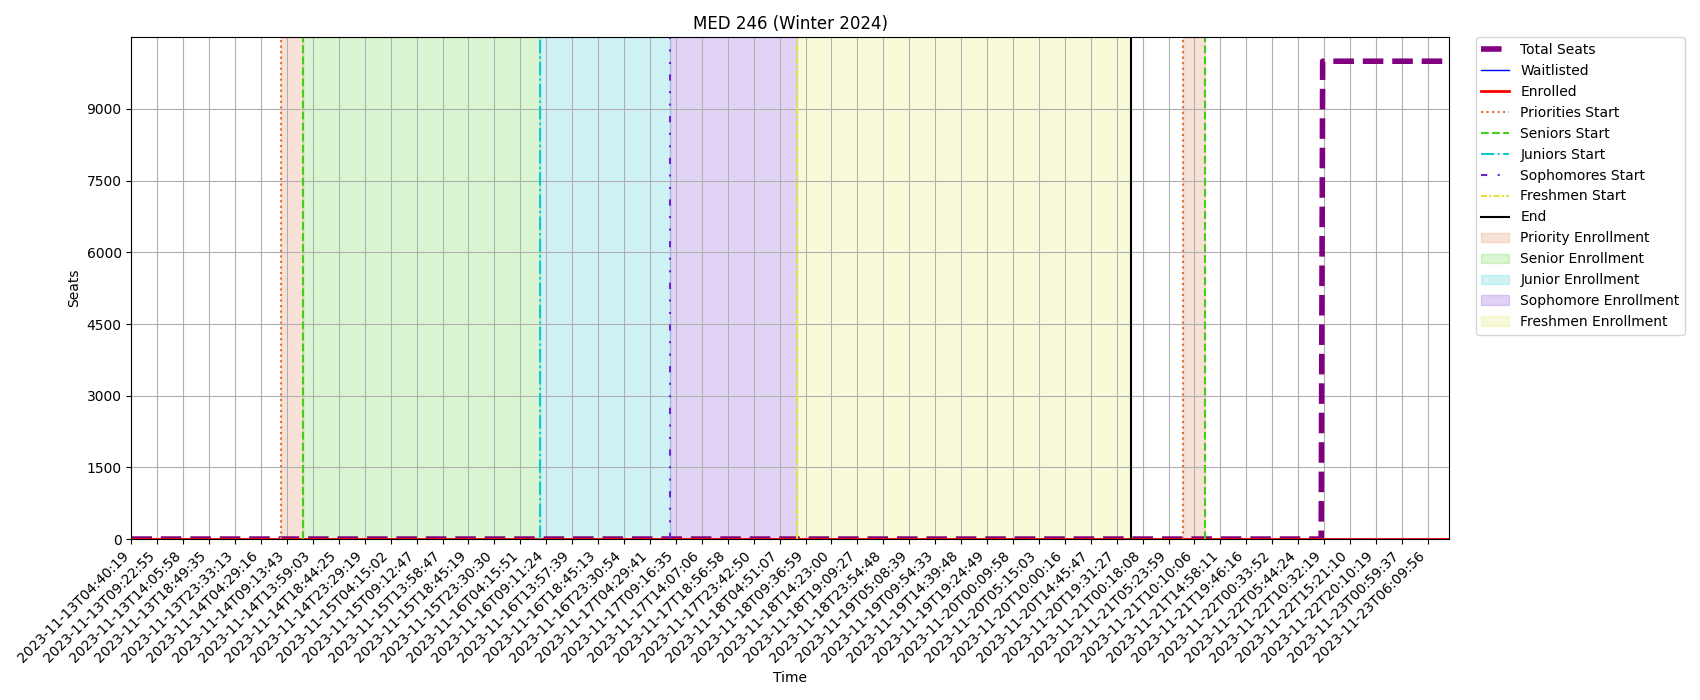 MED 246 (Winter 2024)
Seats
9000
7500
6000
4500
3000
1500
0
2023-11-13T04:40:19
2023-11-13T09:22:55
2023-11-13T14:05:58
2023-11-13T18:49:35
2023-11-13T23:33:13
2023-11-14T04:29:16
2023-11-14T09:13:43
2023-11-14T13:59:03
2023-11-14T18:44:25
2023-11-14T23:29:19
2023-11-15T04:15:02
2023-11-15T09:12:47
2023-11-15T13:58:47
2023-11-15T18:45:19
2023-11-15T23:30:30
2023-11-16T04:15:51
2023-11-16T09:11:24
2023-11-16T13:57:39
2023-11-16T18:45:13
2023-11-16T23:30:54
2023-11-17T04:29:41
2023-11-17T09:16:35
2023-11-17T14:07:06
2023-11-17T18:56:58
2023-11-17T23:42:50
2023-11-18T04:51:07
2023-11-18T09:36:59
2023-11-18T14:23:00
2023-11-18T19:09:27
2023-11-18T23:54:48
2023-11-19T05:08:39
2023-11-19T09:54:33
2023-11-19T14:39:48
2023-11-19T19:24:49
2023-11-20T00:09:58
2023-11-20T05:15:03
2023-11-20T10:00:16
2023-11-20T14:45:47
2023-11-20T19:31:27
2023-11-21T00:18:08
2023-11-21T05:23:59
2023-11-21T10:10:06
2023-11-21T14:58:11
2023-11-21T19:46:16
2023-11-22T00:33:52
2023-11-22T05:44:24
2023-11-22T10:32:19
2023-11-22T15:21:10
2023-11-22T20:10:19
2023-11-23T00:59:37
2023-11-23T06:09:56
Time
Total Seats
Waitlisted
Enrolled
Priorities Start
Seniors Start
Juniors Start
Sophomores Start
Freshmen Start
End
Priority Enrollment
Senior Enrollment
Junior Enrollment
Sophomore Enrollment
Freshmen Enrollment